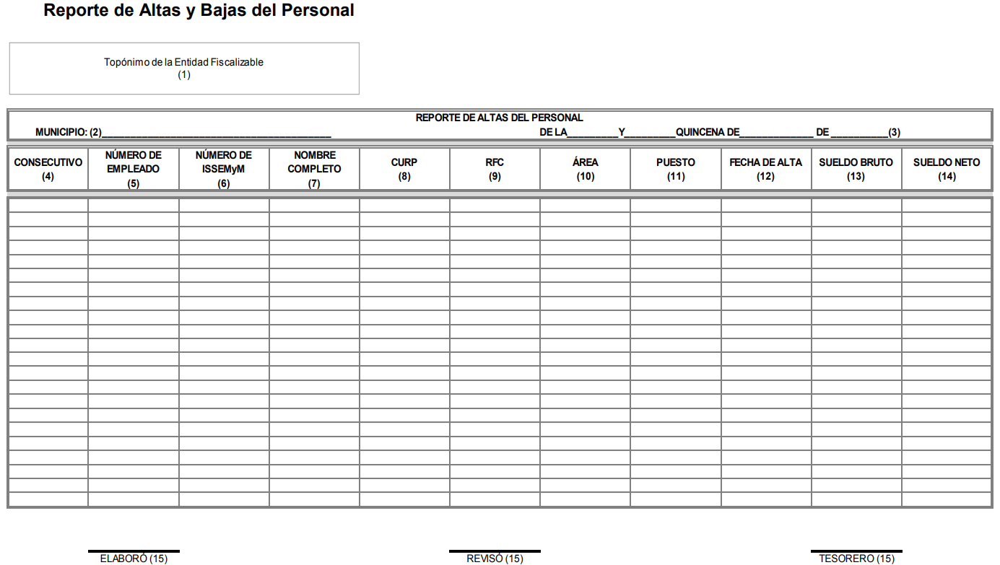 Reporte de Altas y Bajas del Personal
Topónimo de la Entidad Fiscalizable
(1)
REPORTE DE ALTAS DEL PERSONAL
MUNICIPIO: (2)________________________________________ DE LA_________Y_________QUINCENA DE_____________ DE __________(3)
CONSECUTIVO
(4)
NÚMERO DE
EMPLEADO
(5)
NÚMERO DE
ISSEMyM
(6)
NOMBRE
COMPLETO
(7)
CURP
(8)
RFC
(9)
ÁREA
(10)
PUESTO
(11)
FECHA DE ALTA
(12)
SUELDO BRUTO
(13)
SUELDO NETO
(14)
ELABORÓ (15)
REVISÓ (15)
TESORERO (15)